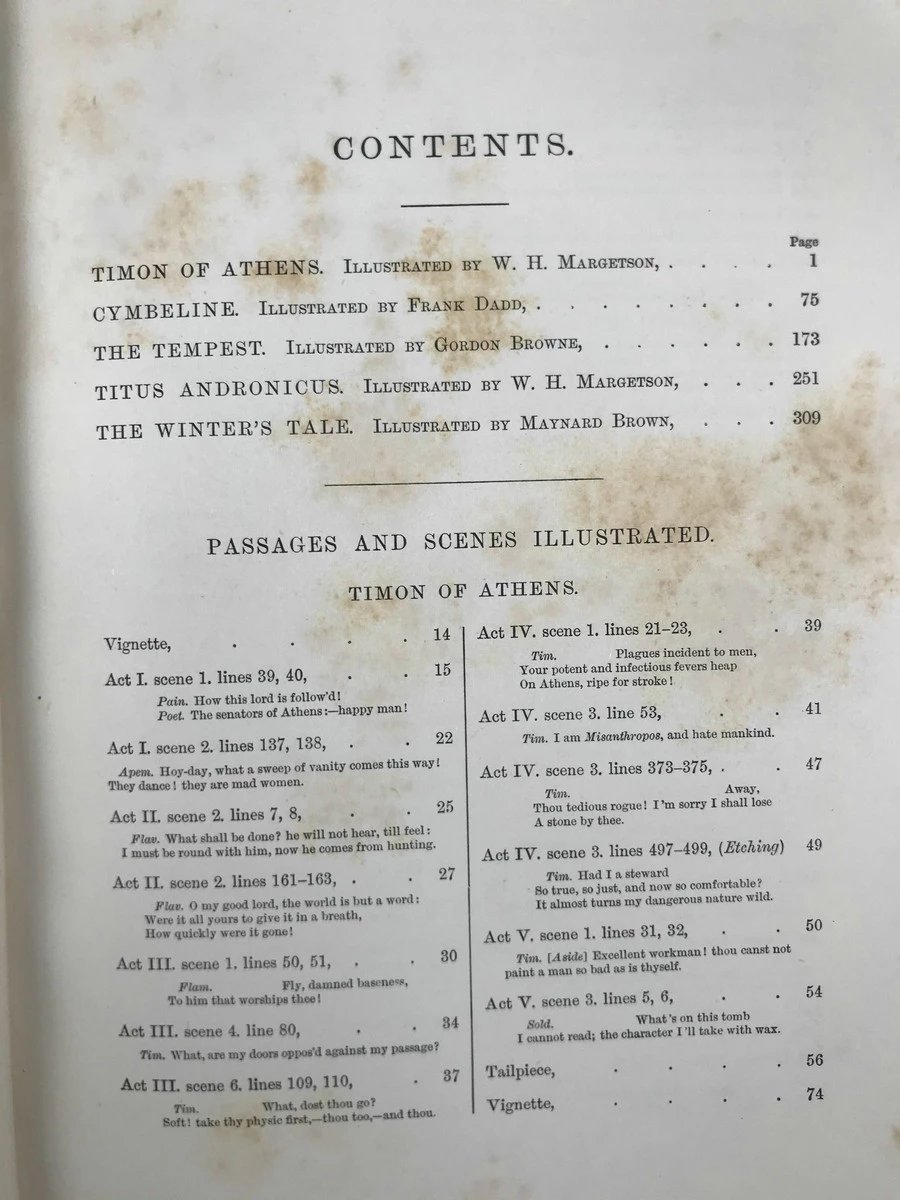 CONTENTS.
Page
TIMON OF ATHENS. ILLUSTRATED BY W. H. MARGETSON, . . . . 1
CYMBELINE. ILLUSTRATED BY FRANK DADD, . . . . . . . . 75
THE TEMPEST. ILLUSTRATED BY GORDON BROWNE, . . . . . 173
TITUS ANDRONICUS. ILLUSTRATED BY W. H. MARGETSON, . . . 251
THE WINTER'S TALE. ILLUSTRATED BY MAYNARD BROWN, . . . 309
PASSAGES AND SCENES ILLUSTRATED.
TIMON OF ATHENS.
Vignette, . . . . 14
Act I. scene 1. lines 39, 40, . . 15
Pain. How this lord is follow'd!
Poet. The senators of Athens:—happy man!
Act I. scene 2. lines 137, 138, . . 22
Apem. Hoy-day, what a sweep of vanity comes this way!
They dance! they are mad women.
Act II. scene 2. lines 7, 8, . . 25
Flav. What shall be done? he will not hear, till feel:
I must be round with him, now he comes from hunting.
Act II. scene 2. lines 161–163, . . 27
Flav. O my good lord, the world is but a word:
Were it all yours to give it in a breath,
How quickly were it gone!
Act III. scene 1. lines 50, 51, . . 30
Flam. Fly, damned baseness,
To him that worships thee!
Act III. scene 4. line 80, . . 34
Tim. What, are my doors oppos'd against my passage?
Act III. scene 6. lines 109, 110, . 37
Tim. What, dost thou go?
Soft! take thy physic first,—thou too,—and thou.
Act IV. scene 1. lines 21–23, . . 39
Tim. Plagues incident to men,
Your potent and infectious fevers heap
On Athens, ripe for stroke!
Act IV. scene 3. line 53, . . 41
Tim. I am Misanthropos, and hate mankind.
Act IV. scene 3. lines 373–375, . . 47
Tim. Away,
Thou tedious rogue! I'm sorry I shall lose
A stone by thee.
Act IV. scene 3. lines 497–499, (Etching) 49
Tim. Had I a steward
So true, so just, and now so comfortable?
It almost turns my dangerous nature wild.
Act V. scene 1. lines 31, 32, . . 50
Tim. [Aside] Excellent workman! thou canst not
paint a man so bad as is thyself.
Act V. scene 3. lines 5, 6, . . 54
Sold. What's on this tomb
I cannot read; the character I'll take with wax.
Tailpiece, . . . . 56
Vignette, . . . . 74